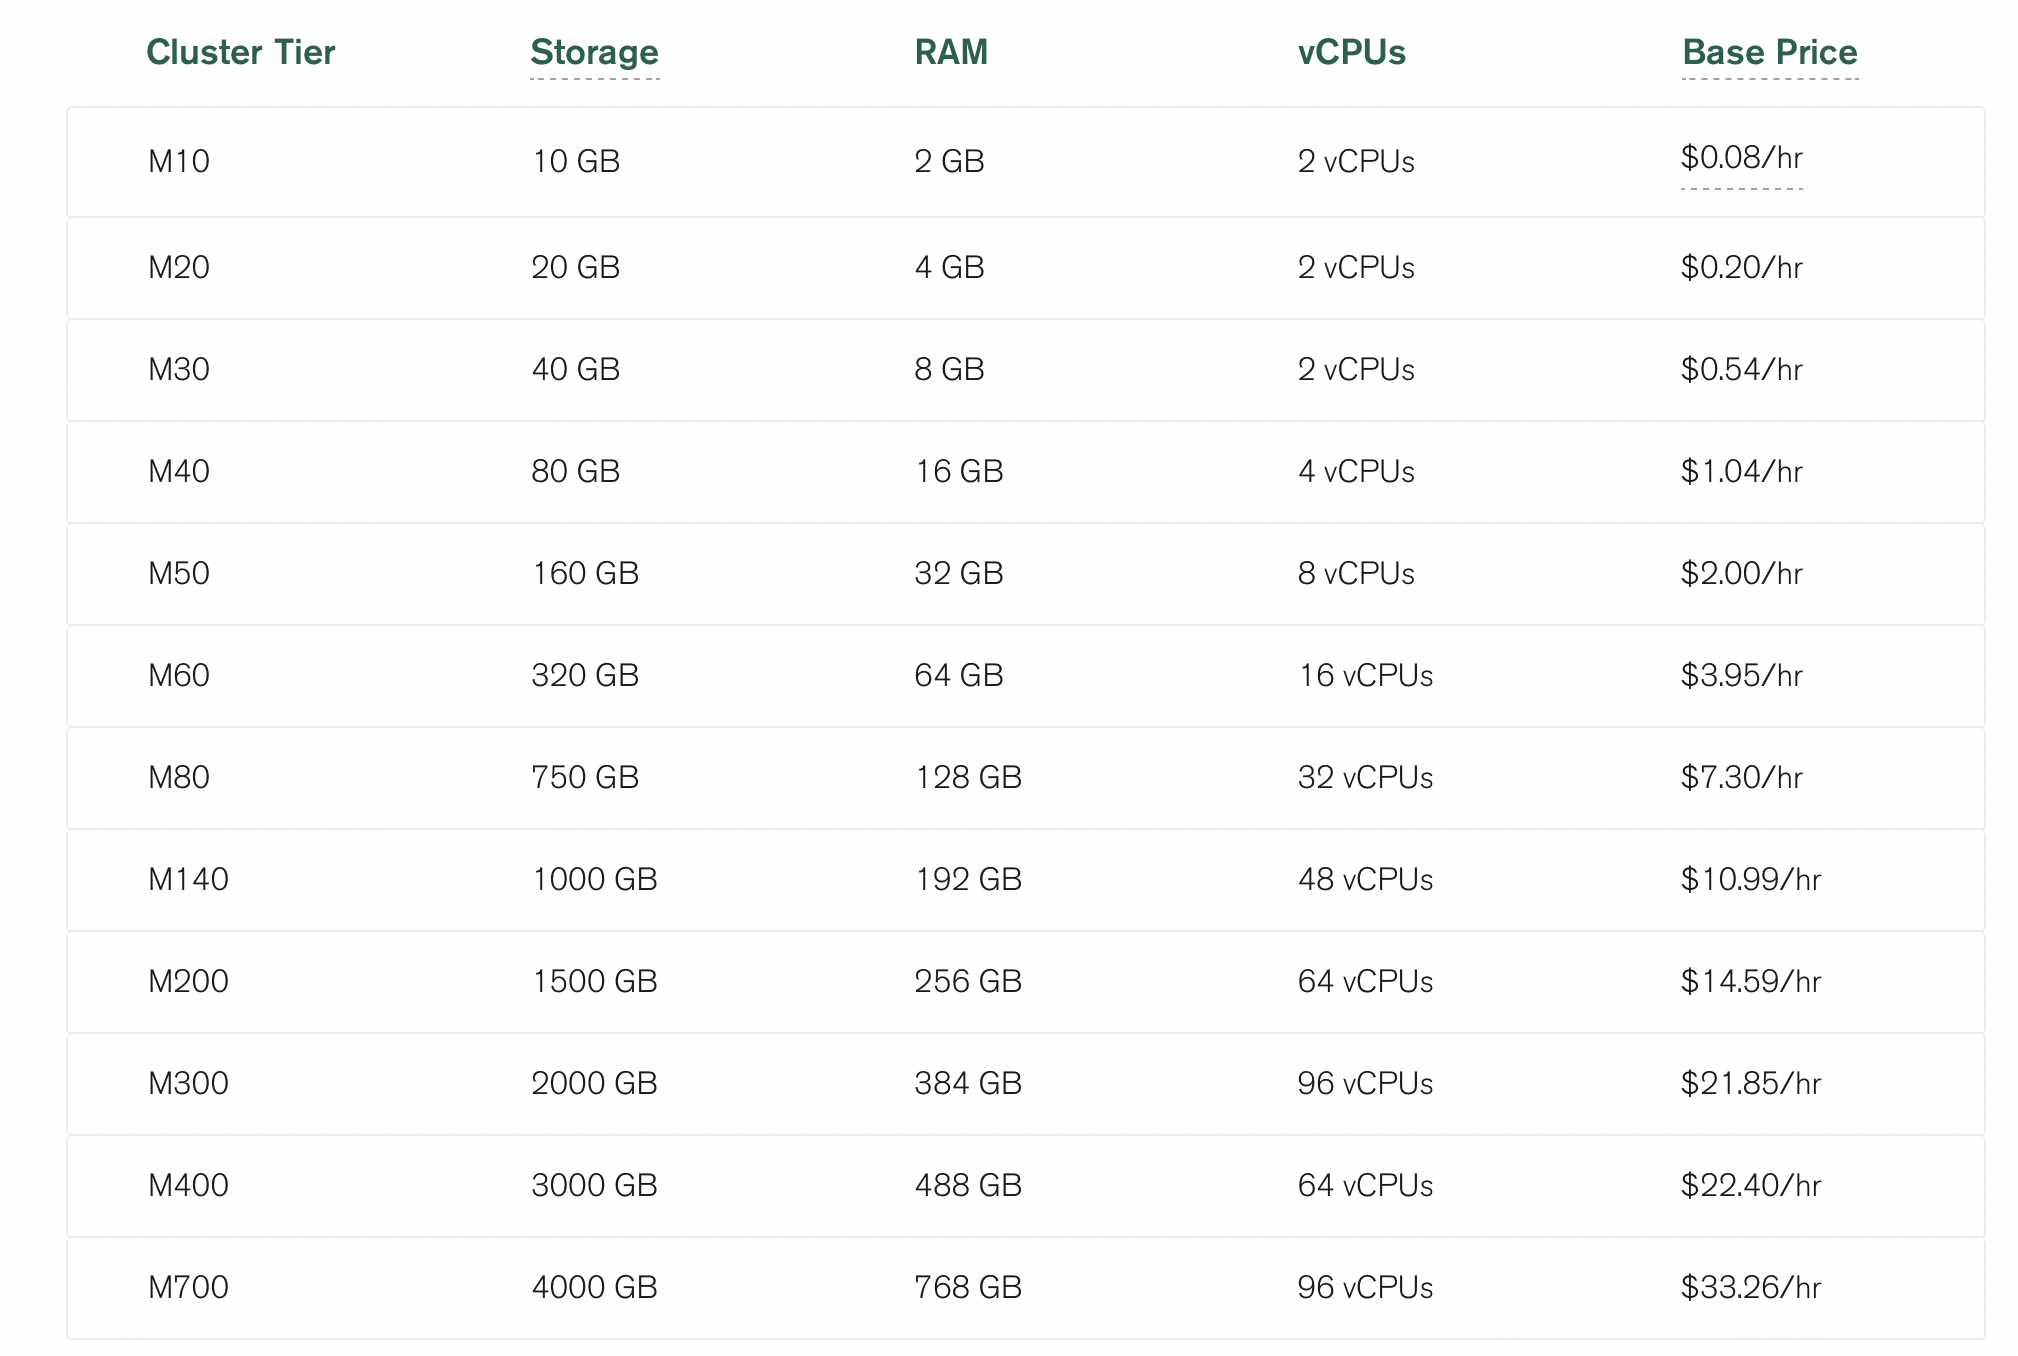 Cluster Tier Storage RAM vCPUs Base Price
M10 10 GB 2 GB 2 vCPUs $0.08/hr
M20 20 GB 4 GB 2 vCPUs $0.20/hr
M30 40 GB 8 GB 2 vCPUs $0.54/hr
M40 80 GB 16 GB 4 vCPUs $1.04/hr
M50 160 GB 32 GB 8 vCPUs $2.00/hr
M60 320 GB 64 GB 16 vCPUs $3.95/hr
M80 750 GB 128 GB 32 vCPUs $7.30/hr
M140 1000 GB 192 GB 48 vCPUs $10.99/hr
M200 1500 GB 256 GB 64 vCPUs $14.59/hr
M300 2000 GB 384 GB 96 vCPUs $21.85/hr
M400 3000 GB 488 GB 64 vCPUs $22.40/hr
M700 4000 GB 768 GB 96 vCPUs $33.26/hr